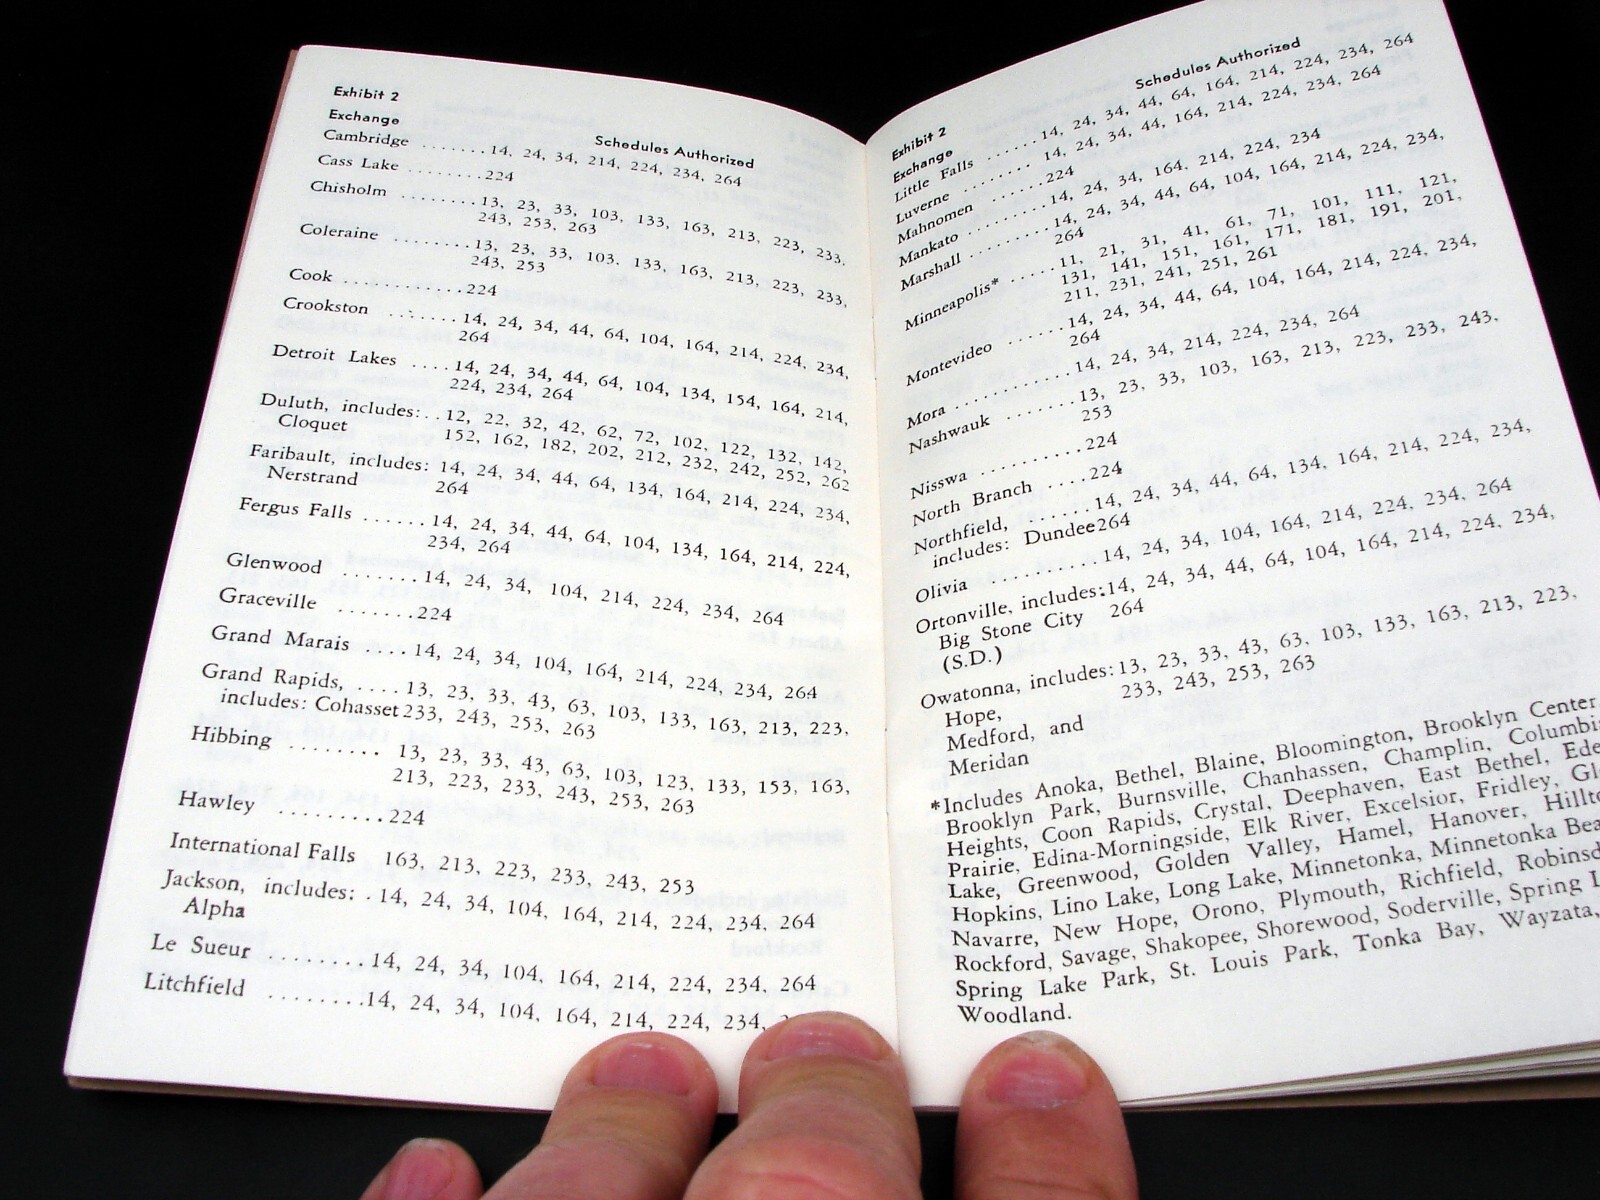 Exhibit 2
Exchange Schedules Authorized
Cambridge .......14, 24, 34, 214, 224, 234, 264
Cass Lake ........224
Chisholm ........13, 23, 33, 103, 133, 163, 213, 223, 233,
243, 253, 263
Coleraine ........13, 23, 33, 103, 133, 163, 213, 223, 233,
243, 253
Cook ............224
Crookston .......14, 24, 34, 44, 64, 104, 164, 214, 224, 234,
264
Detroit Lakes ....14, 24, 34, 44, 64, 104, 134, 154, 164, 214,
224, 234, 264
Duluth, includes:..12, 22, 32, 42, 62, 72, 102, 122, 132, 142,
Cloquet 152, 162, 182, 202, 212, 232, 242, 252, 262
Faribault, includes: 14, 24, 34, 44, 64, 134, 164, 214, 224, 234,
Nerstrand 264
Fergus Falls ......14, 24, 34, 44, 64, 104, 134, 164, 214, 224,
234, 264
Glenwood .......14, 24, 34, 104, 214, 224, 234, 264
Graceville .......224
Grand Marais ....14, 24, 34, 104, 164, 214, 224, 234, 264
Grand Rapids, ....13, 23, 33, 43, 63, 103, 133, 163, 213, 223,
includes: Cohasset 233, 243, 253, 263
Hibbing ........ 13, 23, 33, 43, 63, 103, 123, 133, 153, 163,
213, 223, 233, 243, 253, 263
Hawley .........224
International Falls 163, 213, 223, 233, 243, 253
Jackson, includes: .14, 24, 34, 104, 164, 214, 224, 234, 264
Alpha
Le Sueur ........14, 24, 34, 104, 164, 214, 224, 234, 264
Litchfield ........14, 24, 34, 104, 164, 214, 224, 234,
Exhibit 2
Exchange Schedules Authorized
Little Falls ......14, 24, 34, 44, 64, 164, 214, 224, 234, 264
Luverne ........ 14, 24, 34, 44, 164, 214, 224, 234, 264
Mahnomen ......224
Mankato ........14, 24, 34, 164, 214, 224, 234
Marshall .........14, 24, 34, 44, 64, 104, 164, 214, 224, 234,
264
Minneapolis* .....11, 21, 31, 41, 61, 71, 101, 111, 121,
131, 141, 151, 161, 171, 181, 191, 201,
211, 231, 241, 251, 261
Montevideo ......14, 24, 34, 44, 64, 104, 164, 214, 224, 234,
264
Mora ............14, 24, 34, 214, 224, 234, 264
Nashwauk .......13, 23, 33, 103, 163, 213, 223, 233, 243,
253
Nisswa ..........224
North Branch ....224
Northfield, ......14, 24, 34, 44, 64, 134, 164, 214, 224, 234,
includes: Dundee 264
Olivia ...........14, 24, 34, 104, 164, 214, 224, 234, 264
Ortonville, includes:14, 24, 34, 44, 64, 104, 164, 214, 224, 234,
Big Stone City 264
(S.D.)
Owatonna, includes:13, 23, 33, 43, 63, 103, 133, 163, 213, 223,
Hope, 233, 243, 253, 263
Medford, and
Meridan
*Includes Anoka, Bethel, Blaine, Bloomington, Brooklyn Center,
Brooklyn Park, Burnsville, Chanhassen, Champlin, Columbia
Heights, Coon Rapids, Crystal, Deephaven, East Bethel,
Prairie, Edina-Morningside, Elk River, Excelsior, Fridley,
Lake, Greenwood, Golden Valley, Hamel, Hanover,
Hopkins, Lino Lake, Long Lake, Minnetonka, Minnetonka
Navarre, New Hope, Orono, Plymouth, Richfield,
Rockford, Savage, Shakopee, Shorewood, Soderville, Spring
Spring Lake Park, St. Louis Park, Tonka Bay, Wayzata,
Woodland.